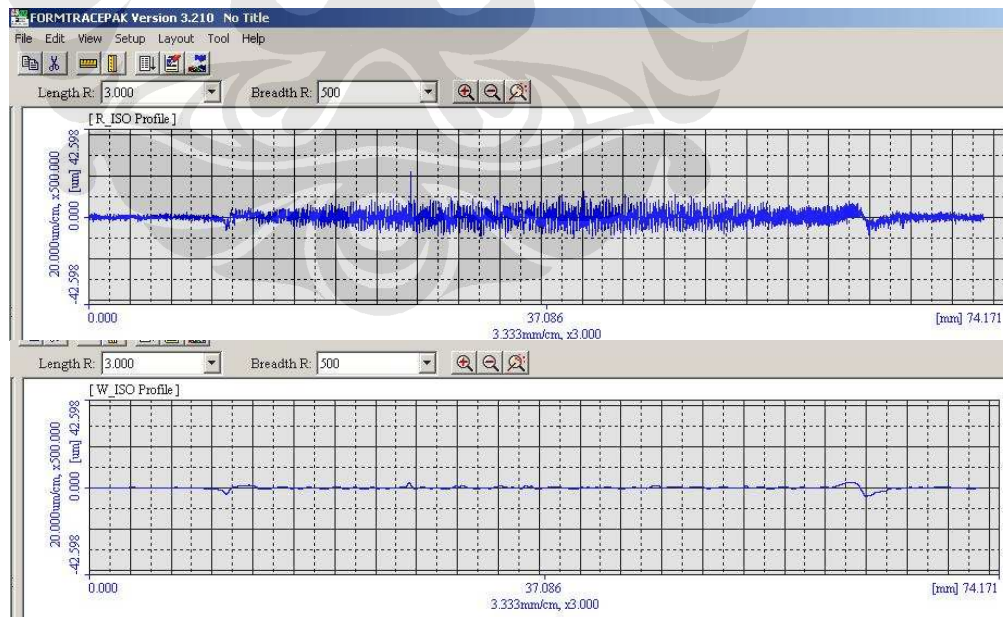 FORMTRACEPAK Version 3.210 No Title
File Edit View Setup Layout Tool Help
Length R: 3.000 Breadth R: 500
[ R_ISO Profile ]
20.000um/cm, x500.000
-42.598 0.000 [um] 42.598
0.000 37.086 [mm] 74.171
3.333mm/cm, x3.000
Length R: 3.000 Breadth R: 500
[ W_ISO Profile ]
20.000um/cm, x500.000
-42.598 0.000 [um] 42.598
0.000 37.086 [mm] 74.171
3.333mm/cm, x3.000